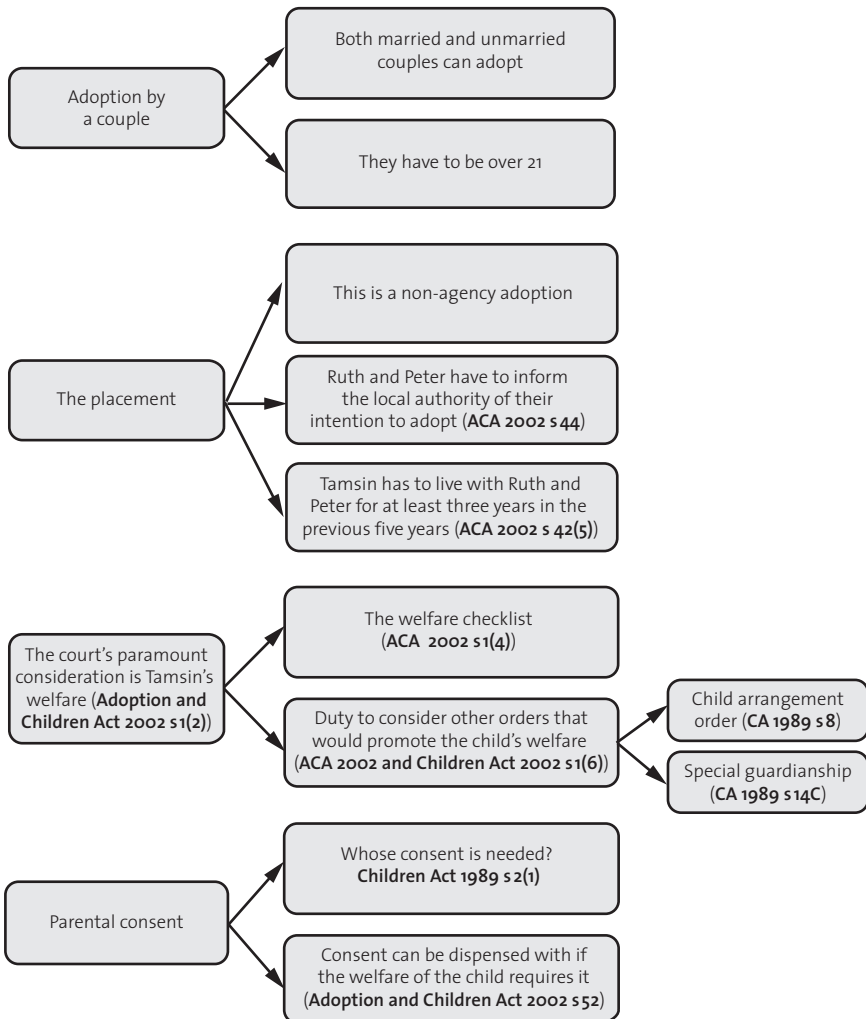 Adoption by
a couple
Both married and unmarried
couples can adopt
They have to be over 21
The placement
This is a non-agency adoption
Ruth and Peter have to inform
the local authority of their
intention to adopt (ACA 2002 s 44)
Tamsin has to live with Ruth and
Peter for at least three years in the
previous five years (ACA 2002 s 42(5))
The court’s paramount
consideration is Tamsin’s
welfare (Adoption and
Children Act 2002 s1(2))
The welfare checklist
(ACA 2002 s1(4))
Duty to consider other orders that
would promote the child’s welfare
(ACA 2002 and Children Act 2002 s1(6))
Child arrangement
order (CA 1989 s8)
Special guardianship
(CA 1989 s14C)
Parental consent
Whose consent is needed?
Children Act 1989 s2(1)
Consent can be dispensed with if
the welfare of the child requires it
(Adoption and Children Act 2002 s52)